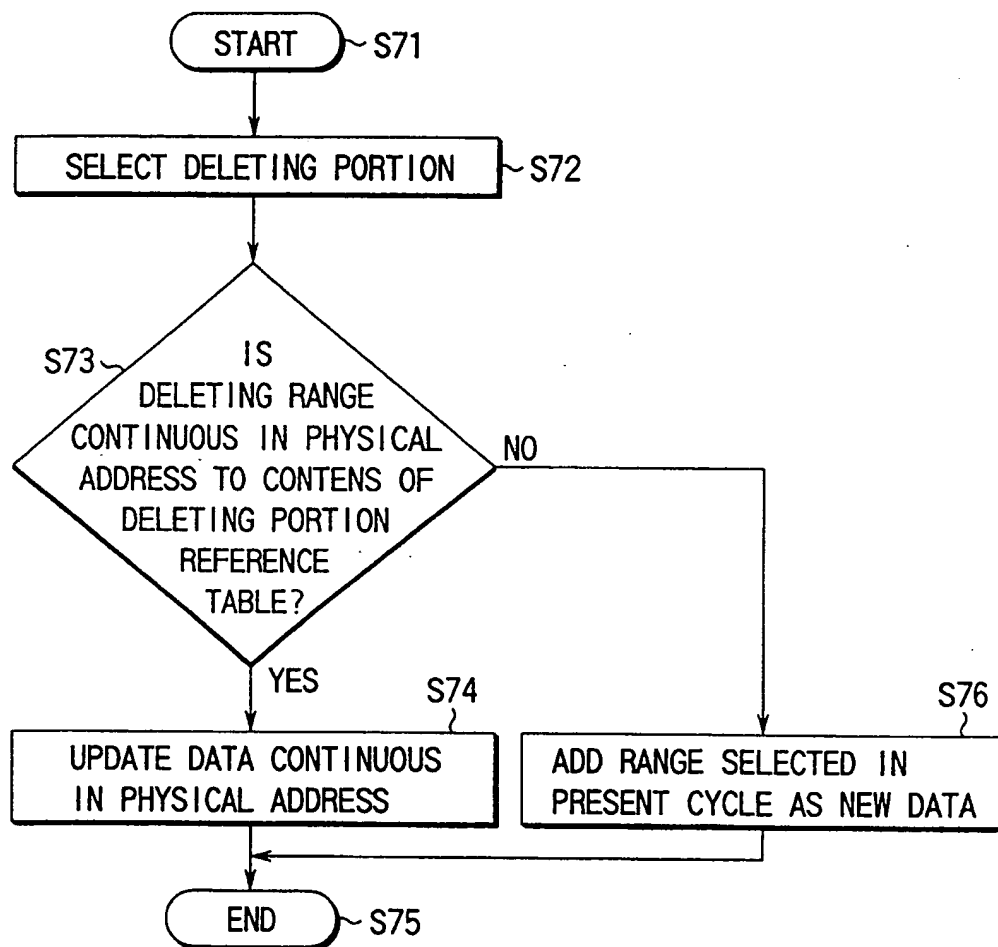 START
S71
SELECT DELETING PORTION
S72
S73
IS
DELETING RANGE
CONTINUOUS IN PHYSICAL
ADDRESS TO CONTENS OF
DELETING PORTION
REFERENCE
TABLE?
NO
YES
S74
UPDATE DATA CONTINUOUS
IN PHYSICAL ADDRESS
S76
ADD RANGE SELECTED IN
PRESENT CYCLE AS NEW DATA
END
S75